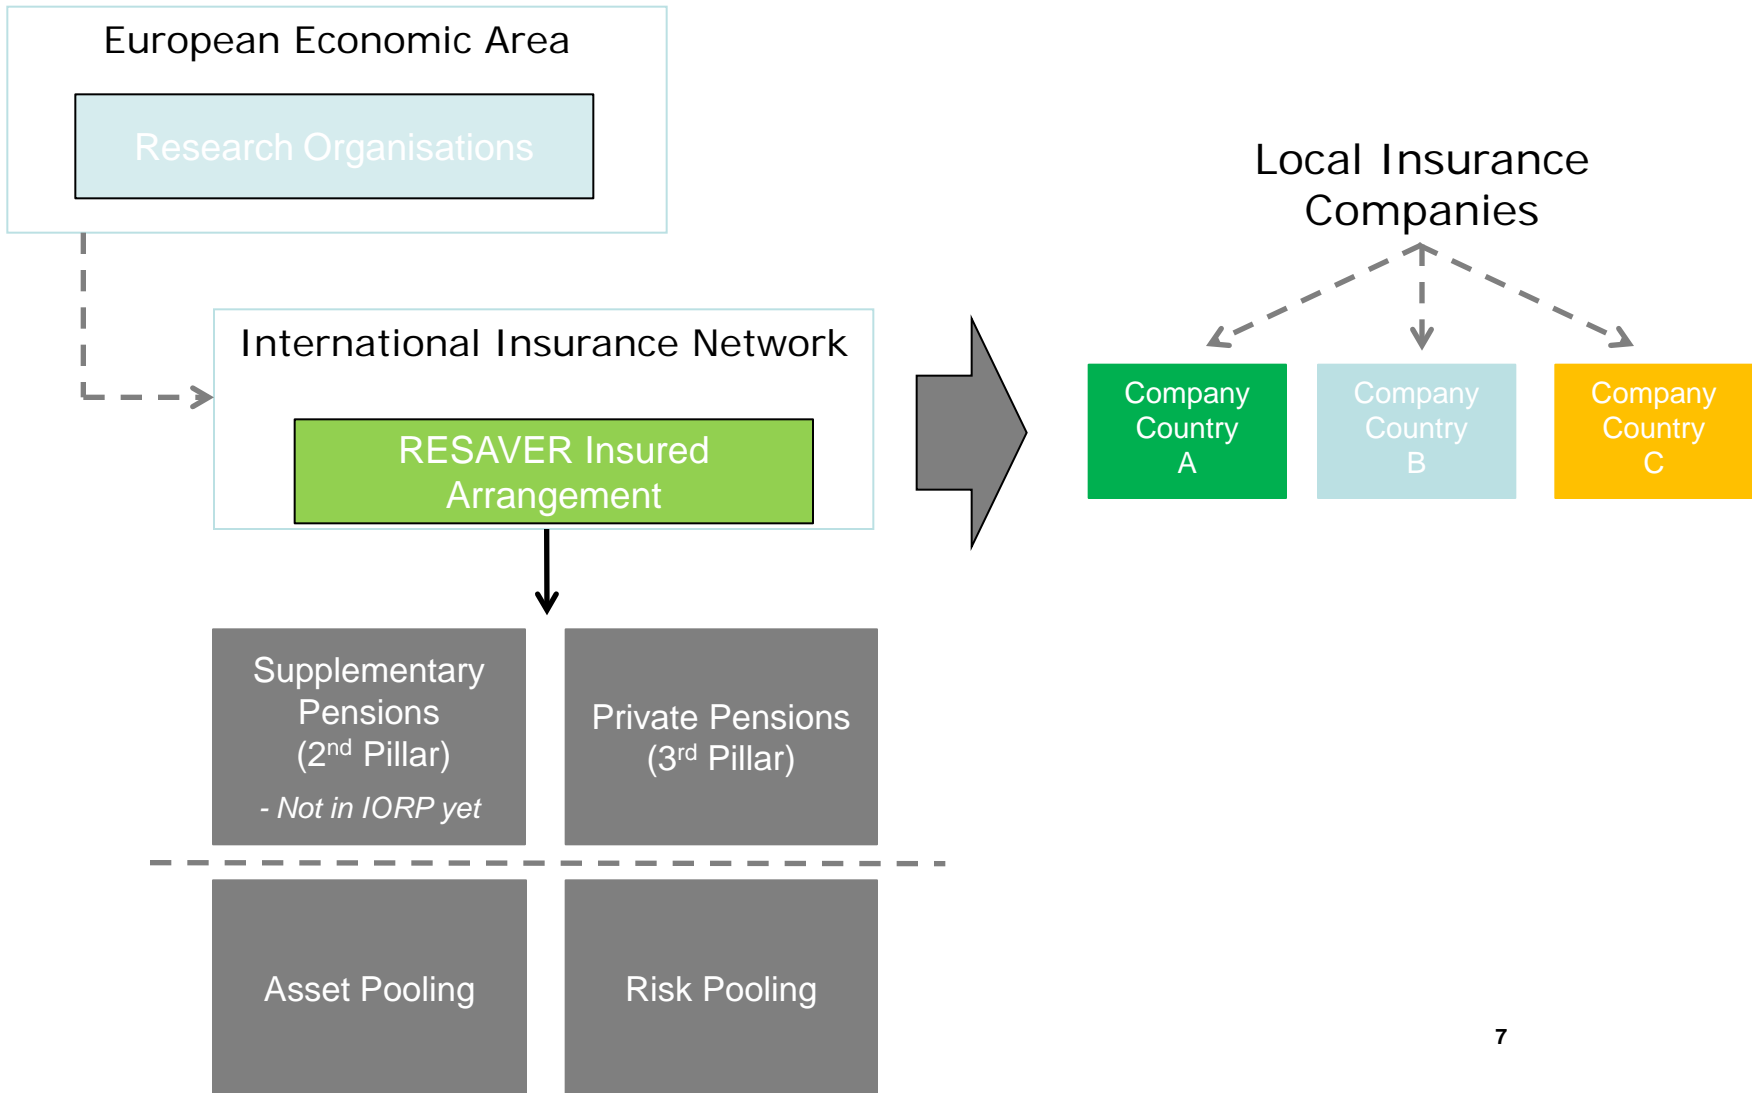 European Economic Area
Research Organisations
International Insurance Network
RESAVER Insured
Arrangement
Local Insurance
Companies
Company
Country
A
Company
Country
B
Company
Country
C
Supplementary
Pensions
(2nd Pillar)
- Not in IORP yet
Private Pensions
(3rd Pillar)
Asset Pooling
Risk Pooling
7